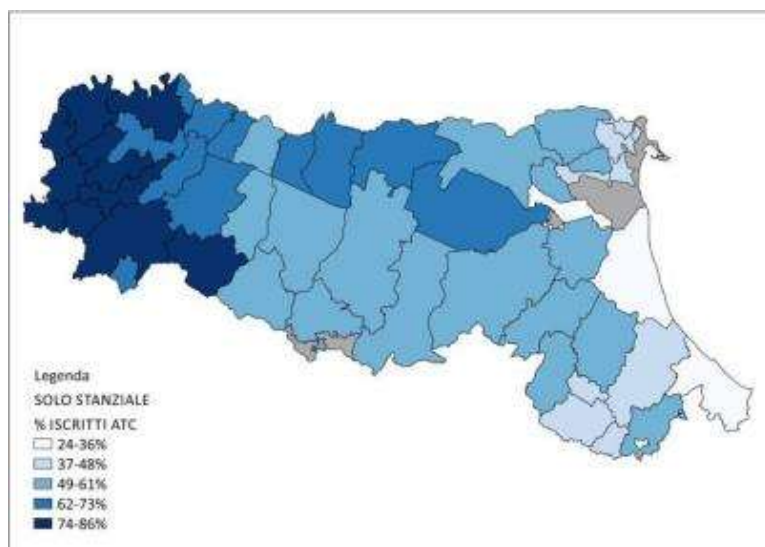 Legenda
SOLO STANZIALE
% ISCRITTI ATC
24-36%
37-48%
49-61%
62-73%
74-86%